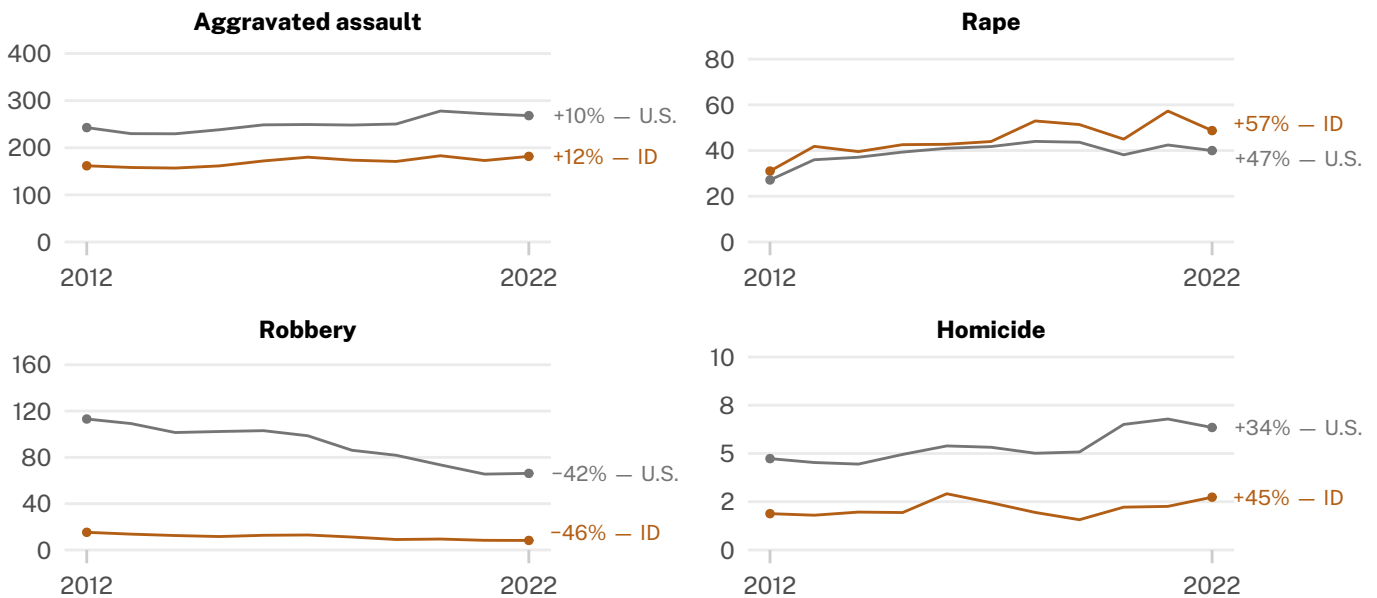 Aggravated assault
400
300
200
100
0
2012
2022
+10% — U.S.
+12% — ID
Rape
80
60
40
20
0
2012
2022
+57% — ID
+47% — U.S.
Robbery
160
120
80
40
0
2012
2022
−42% — U.S.
−46% — ID
Homicide
10
8
5
2
0
2012
2022
+34% — U.S.
+45% — ID